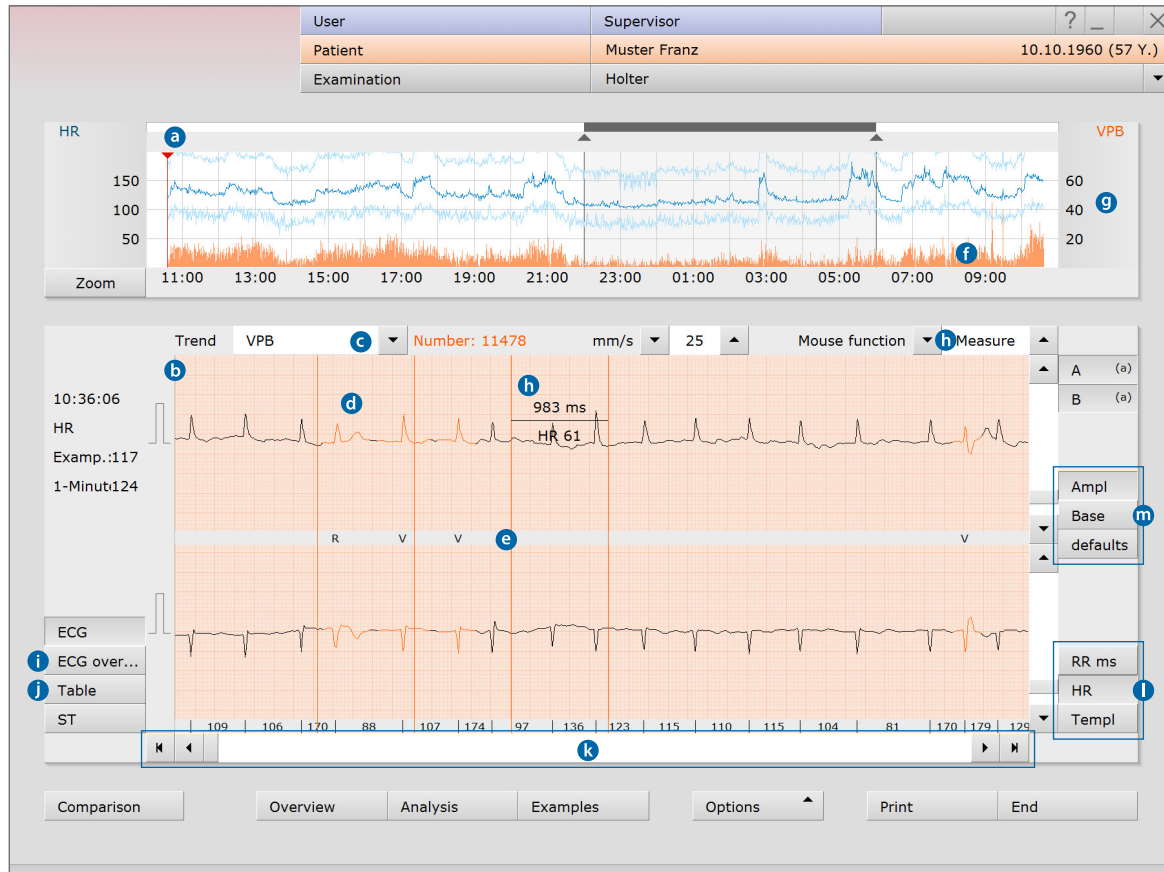 User Supervisor ? _
Patient Muster Franz 10.10.1960 (57 Y.)
Examination Holter
HR a VPB
150 60
100 40 g
50 20
f
Zoom 11:00 13:00 15:00 17:00 19:00 21:00 23:00 01:00 03:00 05:00 07:00 09:00
Trend VPB c Number: 11478 mm/s 25 Mouse function h Measure
b A (a)
10:36:06 d h B (a)
HR 983 ms
Examp.:117 HR 61
1-Minut:124
Ampl
Base m
defaults
R V V e V
ECG
i ECG over... RR ms
j Table HR l
ST Templ
109 106 170 88 107 174 97 136 123 115 110 115 104 81 170 179 129
k
Comparison Overview Analysis Examples Options Print End